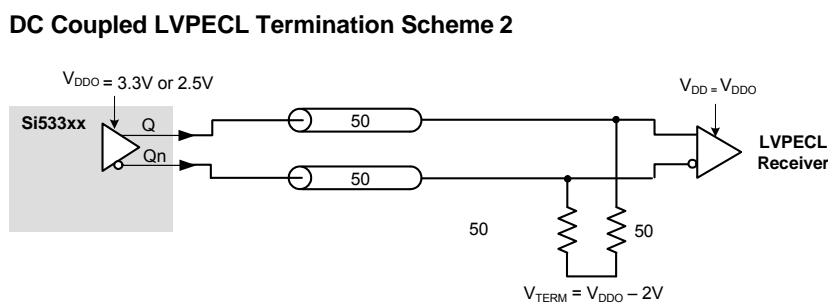 DC Coupled LVPECL Termination Scheme 2
VDDO = 3.3V or 2.5V
VDD = VDDO
Si533xx
Q
50
LVPECL
Receiver
Qn
50
50
50
VTERM = VDDO – 2V